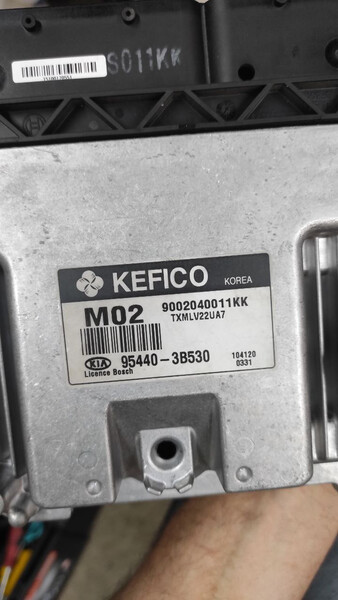 S011KK
KEFICO KOREA
M02 9002040011KK
TXMLV22UA7
KIA 95440-3B530 104120
Licence Bosch 0331